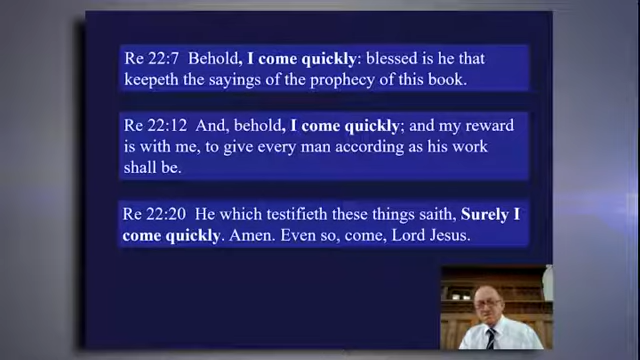 Re 22:7 Behold, I come quickly: blessed is he that
keepeth the sayings of the prophecy of this book.
Re 22:12 And, behold, I come quickly; and my reward
is with me, to give every man according as his work
shall be.
Re 22:20 He which testifieth these things saith, Surely I
come quickly. Amen. Even so, come, Lord Jesus.